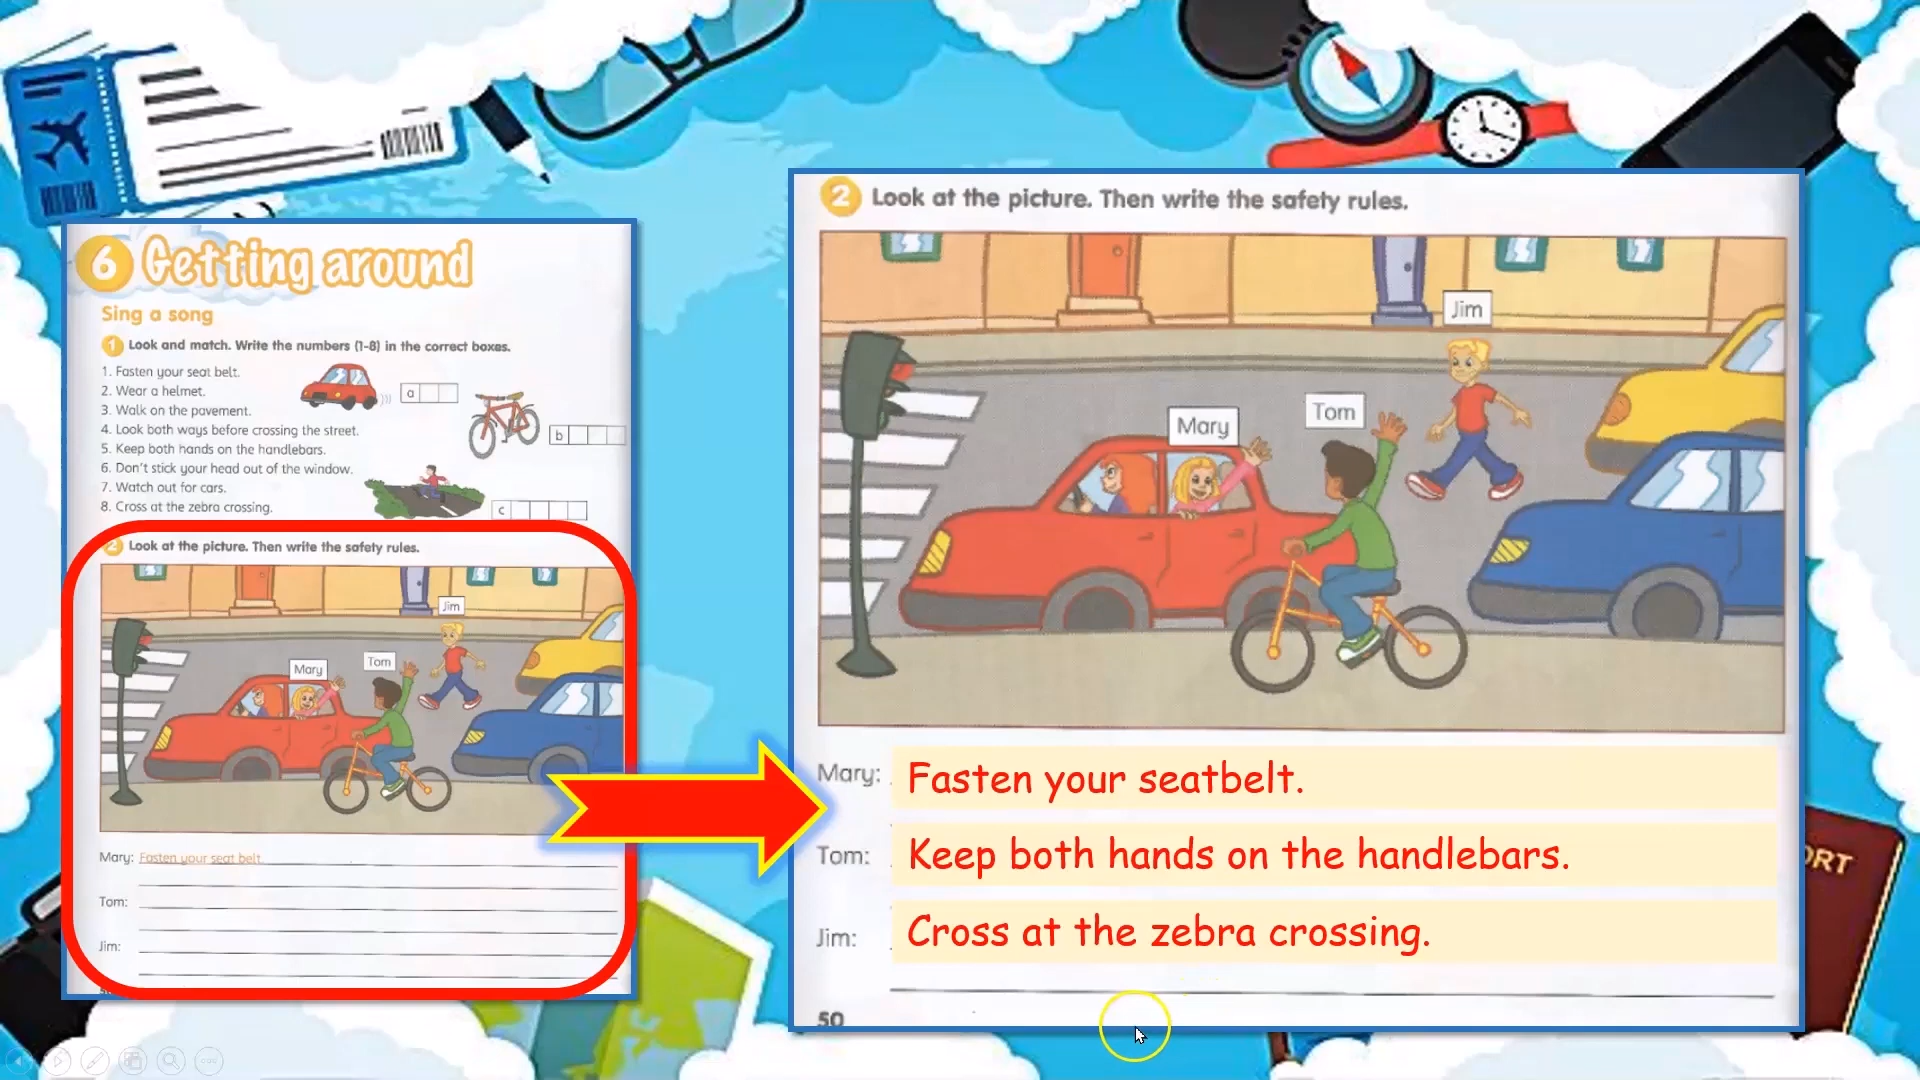 6 Getting around
Sing a song
1 Look and match. Write the numbers (1-8) in the correct boxes.
1. Fasten your seat belt.
2. Wear a helmet.
3. Walk on the pavement.
4. Look both ways before crossing the street.
5. Keep both hands on the handlebars.
6. Don't stick your head out of the window.
7. Watch out for cars.
8. Cross at the zebra crossing.
a
b
c
2 Look at the picture. Then write the safety rules.
Jim
Tom
Mary
Mary: Fasten your seat belt.
Tom:
Jim:
2 Look at the picture. Then write the safety rules.
Jim
Tom
Mary
Mary: Fasten your seatbelt.
Tom: Keep both hands on the handlebars.
Jim: Cross at the zebra crossing.
50